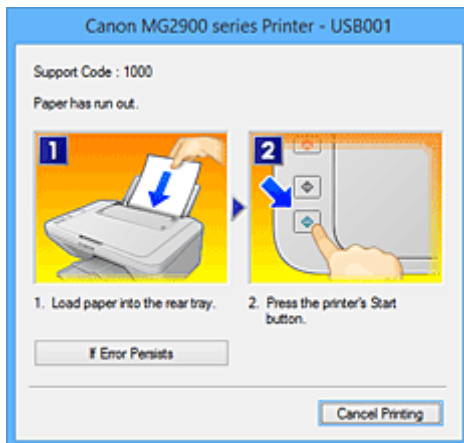 Canon MG2900 series Printer - USB001
Support Code : 1000
Paper has run out.
1
2
1. Load paper into the rear tray.
2. Press the printer's Start
button.
If Error Persists
Cancel Printing